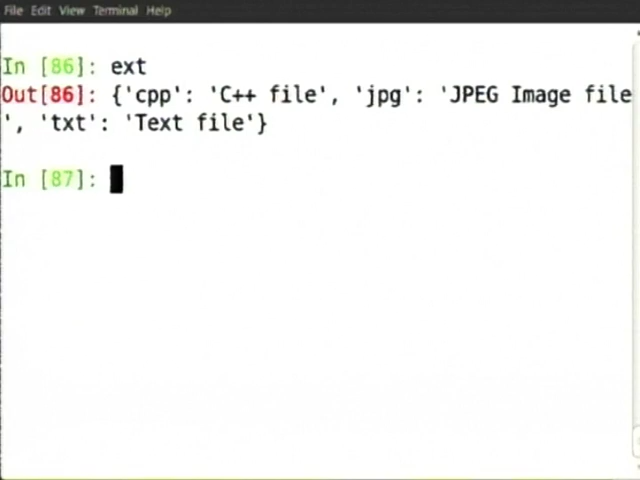 File Edit View Terminal Help
In [86]: ext
Out[86]: {'cpp': 'C++ file', 'jpg': 'JPEG Image file
', 'txt': 'Text file'}
In [87]: